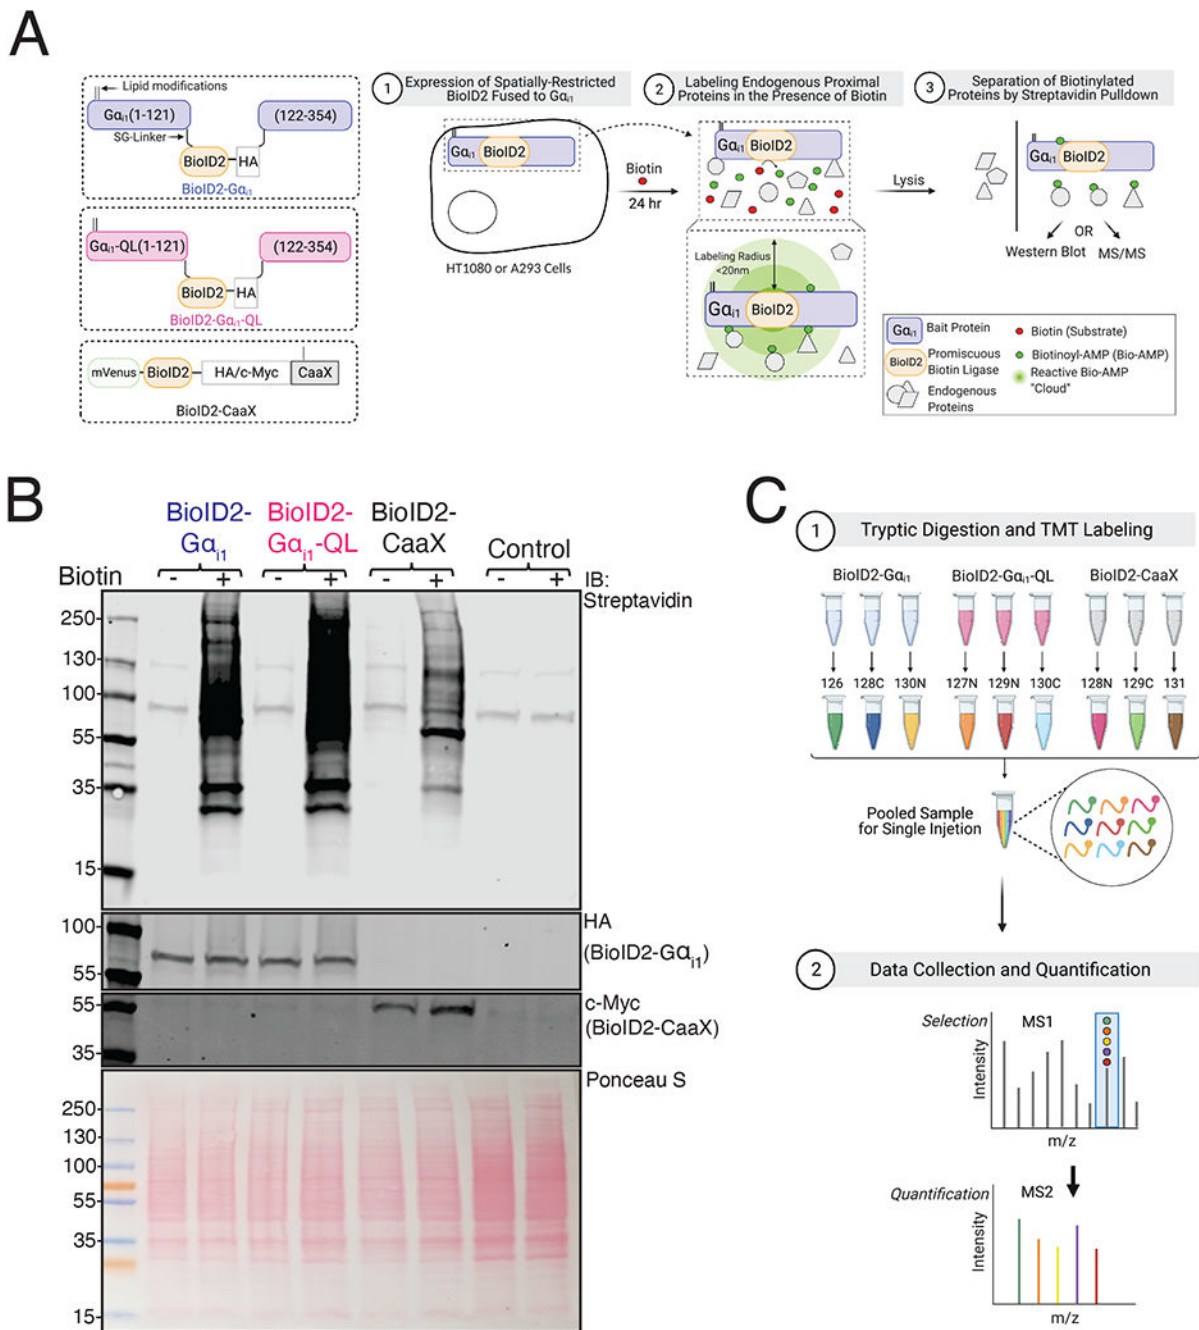 A
Lipid modifications
Gαi1(1-121)
(122-354)
SG-Linker
BioID2
HA
BioID2-Gαi1
Gαi1-QL(1-121)
(122-354)
BioID2
HA
BioID2-Gαi1-QL
mVenus
BioID2
HA/c-Myc
CaaX
BioID2-CaaX
1
Expression of Spatially-Restricted
BioID2 Fused to Gαi1
Gαi1
BioID2
HT1080 or A293 Cells
Biotin
24 hr
2
Labeling Endogenous Proximal
Proteins in the Presence of Biotin
Gαi1
BioID2
Labeling Radius
<20nm
Gαi1
BioID2
Lysis
3
Separation of Biotinylated
Proteins by Streptavidin Pulldown
Gαi1
BioID2
OR
Western Blot
MS/MS
Gαi1
Bait Protein
BioID2
Promiscuous
Biotin Ligase
Endogenous
Proteins
Biotin (Substrate)
Biotinoyl-AMP (Bio-AMP)
Reactive Bio-AMP
"Cloud"
B
BioID2-
Gαi1
BioID2-
Gαi1-QL
BioID2-
CaaX
Control
Biotin - + - + - + - +
IB:
Streptavidin
250-
130-
100-
55-
35-
15-
100-
55-
HA
(BioID2-Gαi1)
55-
35-
c-Myc
(BioID2-CaaX)
Ponceau S
250-
130-
100-
55-
35-
15-
C
1
Tryptic Digestion and TMT Labeling
BioID2-Gαi1
BioID2-Gαi1-QL
BioID2-CaaX
126 128C 130N 127N 129N 130C 128N 129C 131
Pooled Sample
for Single Injetion
2
Data Collection and Quantification
Selection
MS1
Intensity
m/z
Quantification
MS2
Intensity
m/z